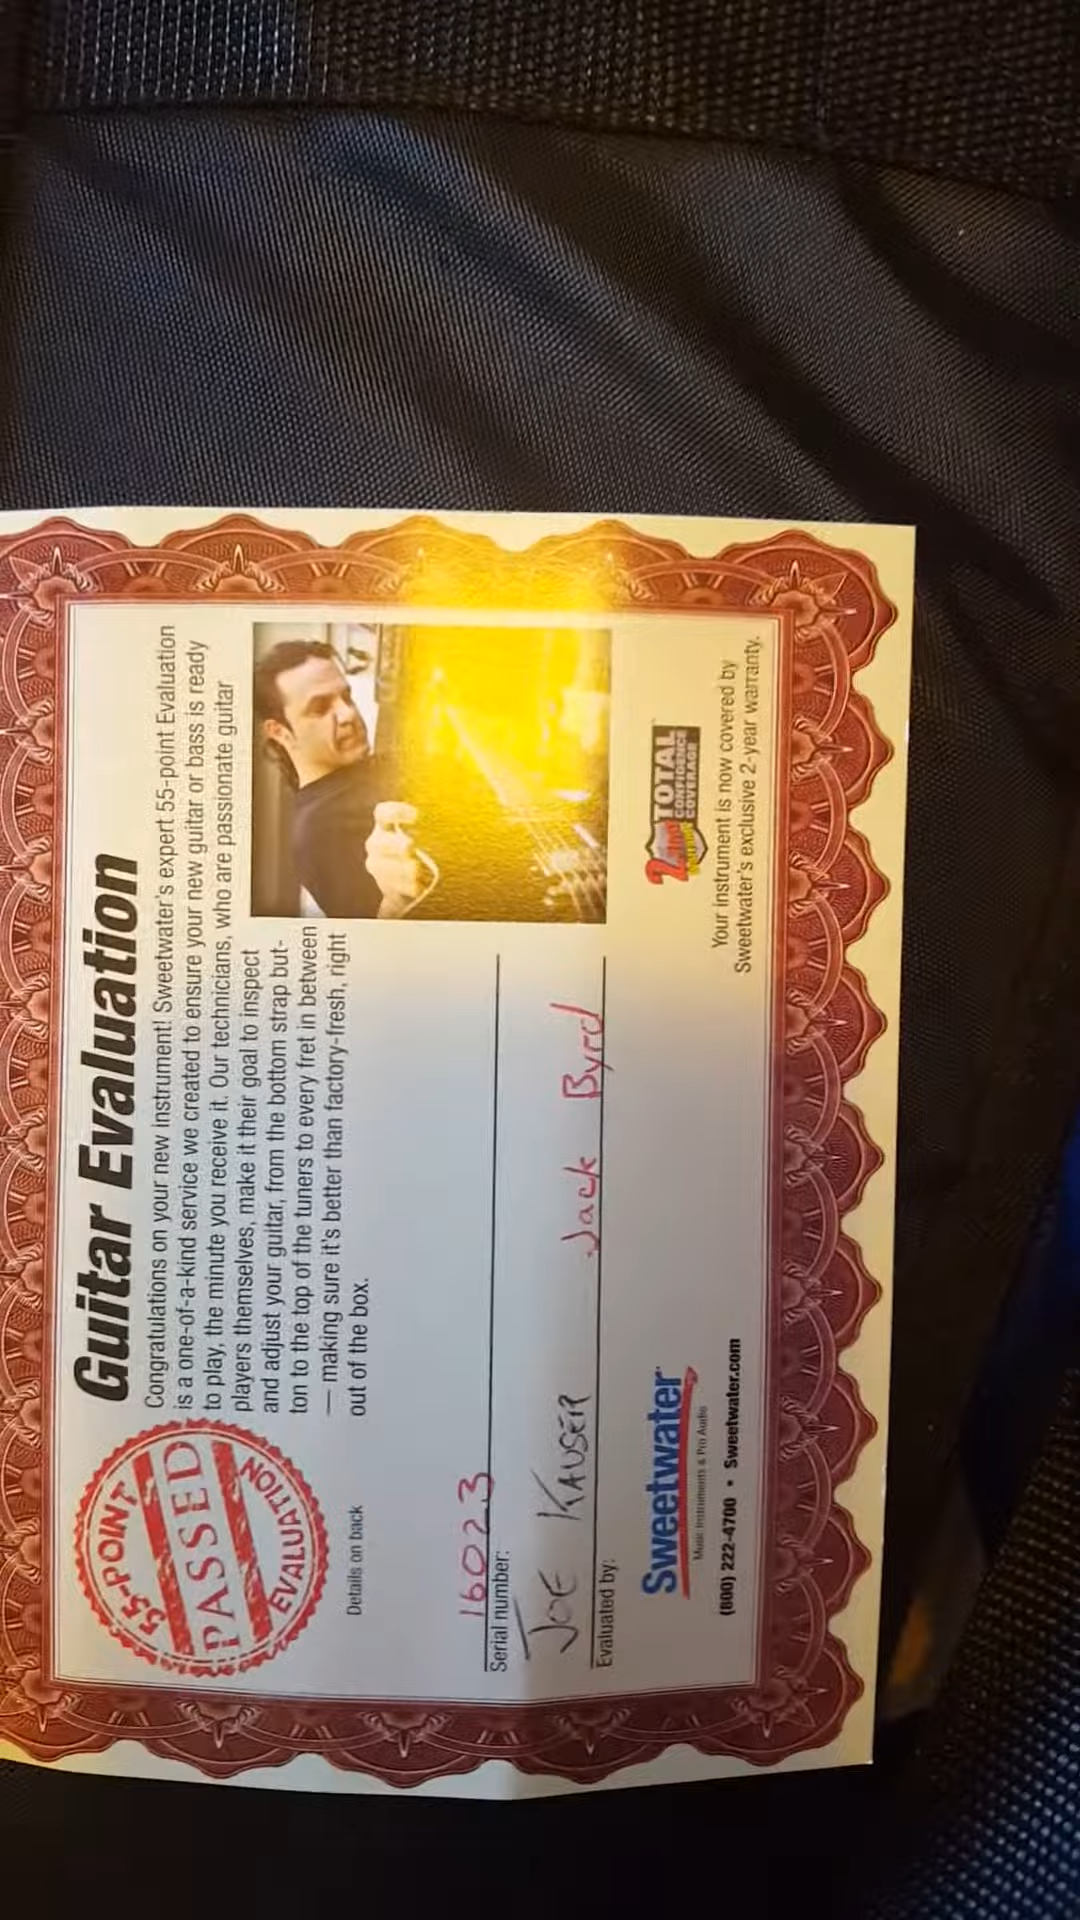 Guitar Evaluation
55-POINT
PASSED
EVALUATION
Congratulations on your new instrument! Sweetwater's expert 55-point Evaluation
is a one-of-a-kind service we created to ensure your new guitar or bass is ready
to play, the minute you receive it. Our technicians, who are passionate guitar
players themselves, make it their goal to inspect
and adjust your guitar, from the bottom strap but-
ton to the top of the tuners to every fret in between
— making sure it's better than factory-fresh, right
out of the box.
Details on back
16023
Serial number:
JOE KAUSER Jack Byrd
Evaluated by:
Sweetwater
Music Instruments & Pro Audio
(800) 222-4700 • Sweetwater.com
2
TOTAL
CONFIDENCE
COVERAGE
Your instrument is now covered by
Sweetwater's exclusive 2-year warranty.